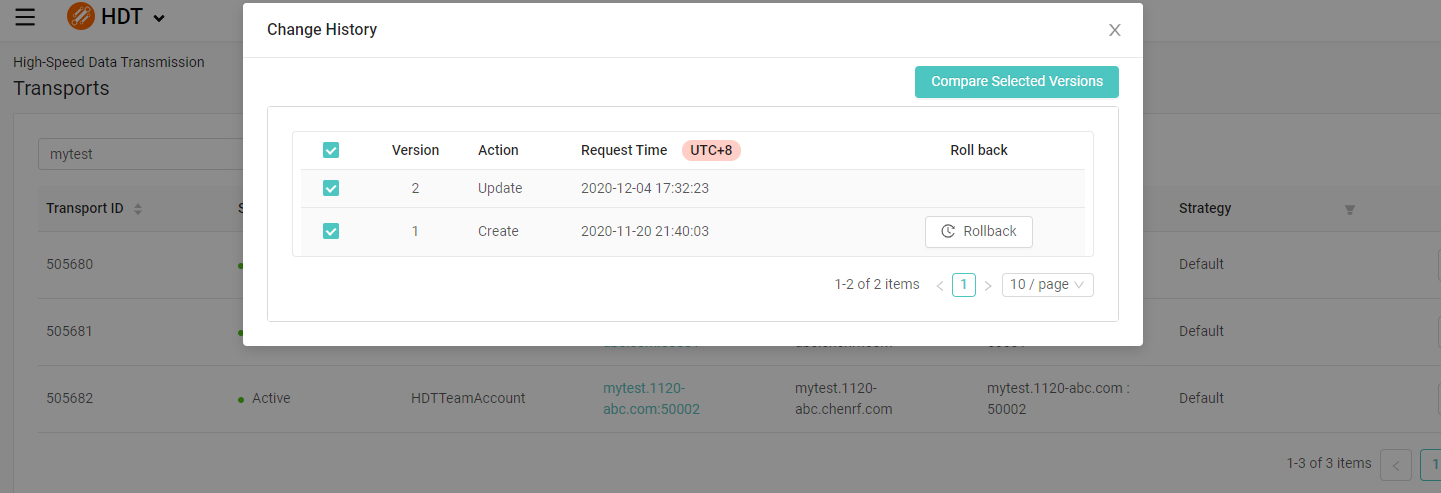 HDT
Change History
High-Speed Data Transmission
Transports
Compare Selected Versions
mytest
Version Action Request Time UTC+8 Roll back
2 Update 2020-12-04 17:32:23
1 Create 2020-11-20 21:40:03 Rollback
1-2 of 2 items < 1 > 10 / page
Transport ID Strategy
505680 Default
505681 Default
505682 Active HDTTeamAccount mytest.1120- mytest.1120- mytest.1120-abc.com : Default
abc.com:50002 abc.chenrf.com 50002
1-3 of 3 items < 1